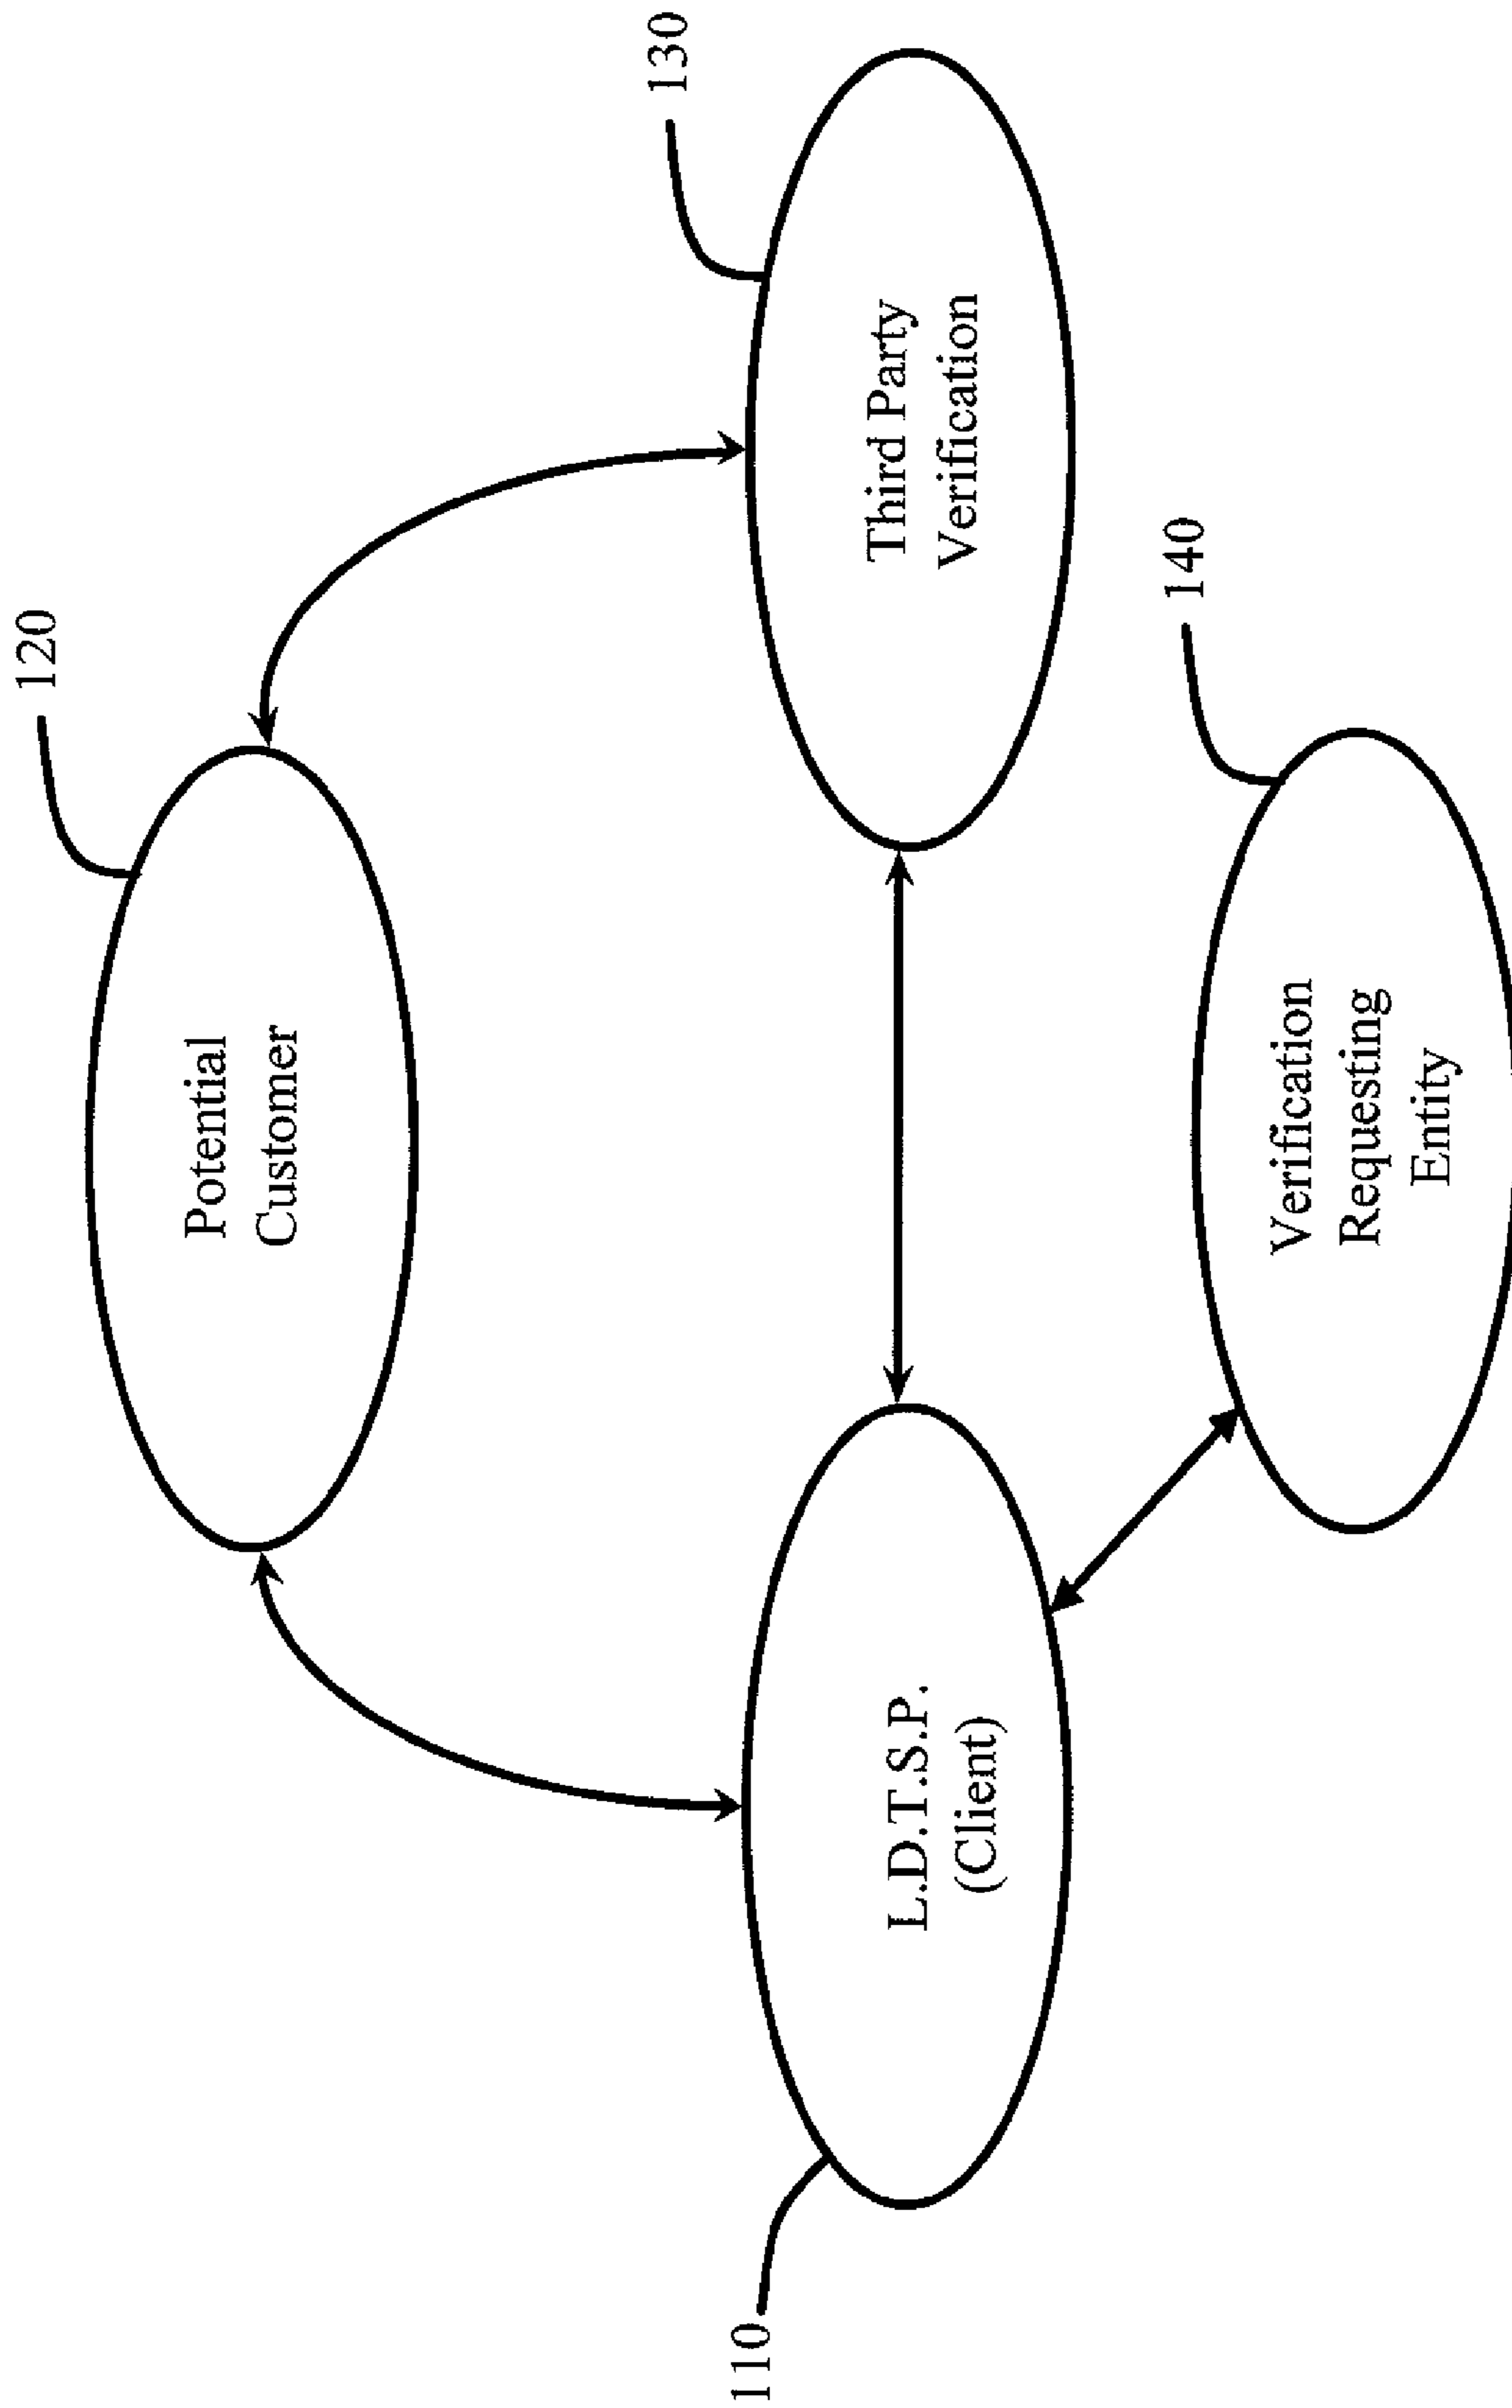 120
Potential
Customer
130
Third Party
Verification
110
L.D.T.S.P.
(Client)
140
Verification
Requesting
Entity